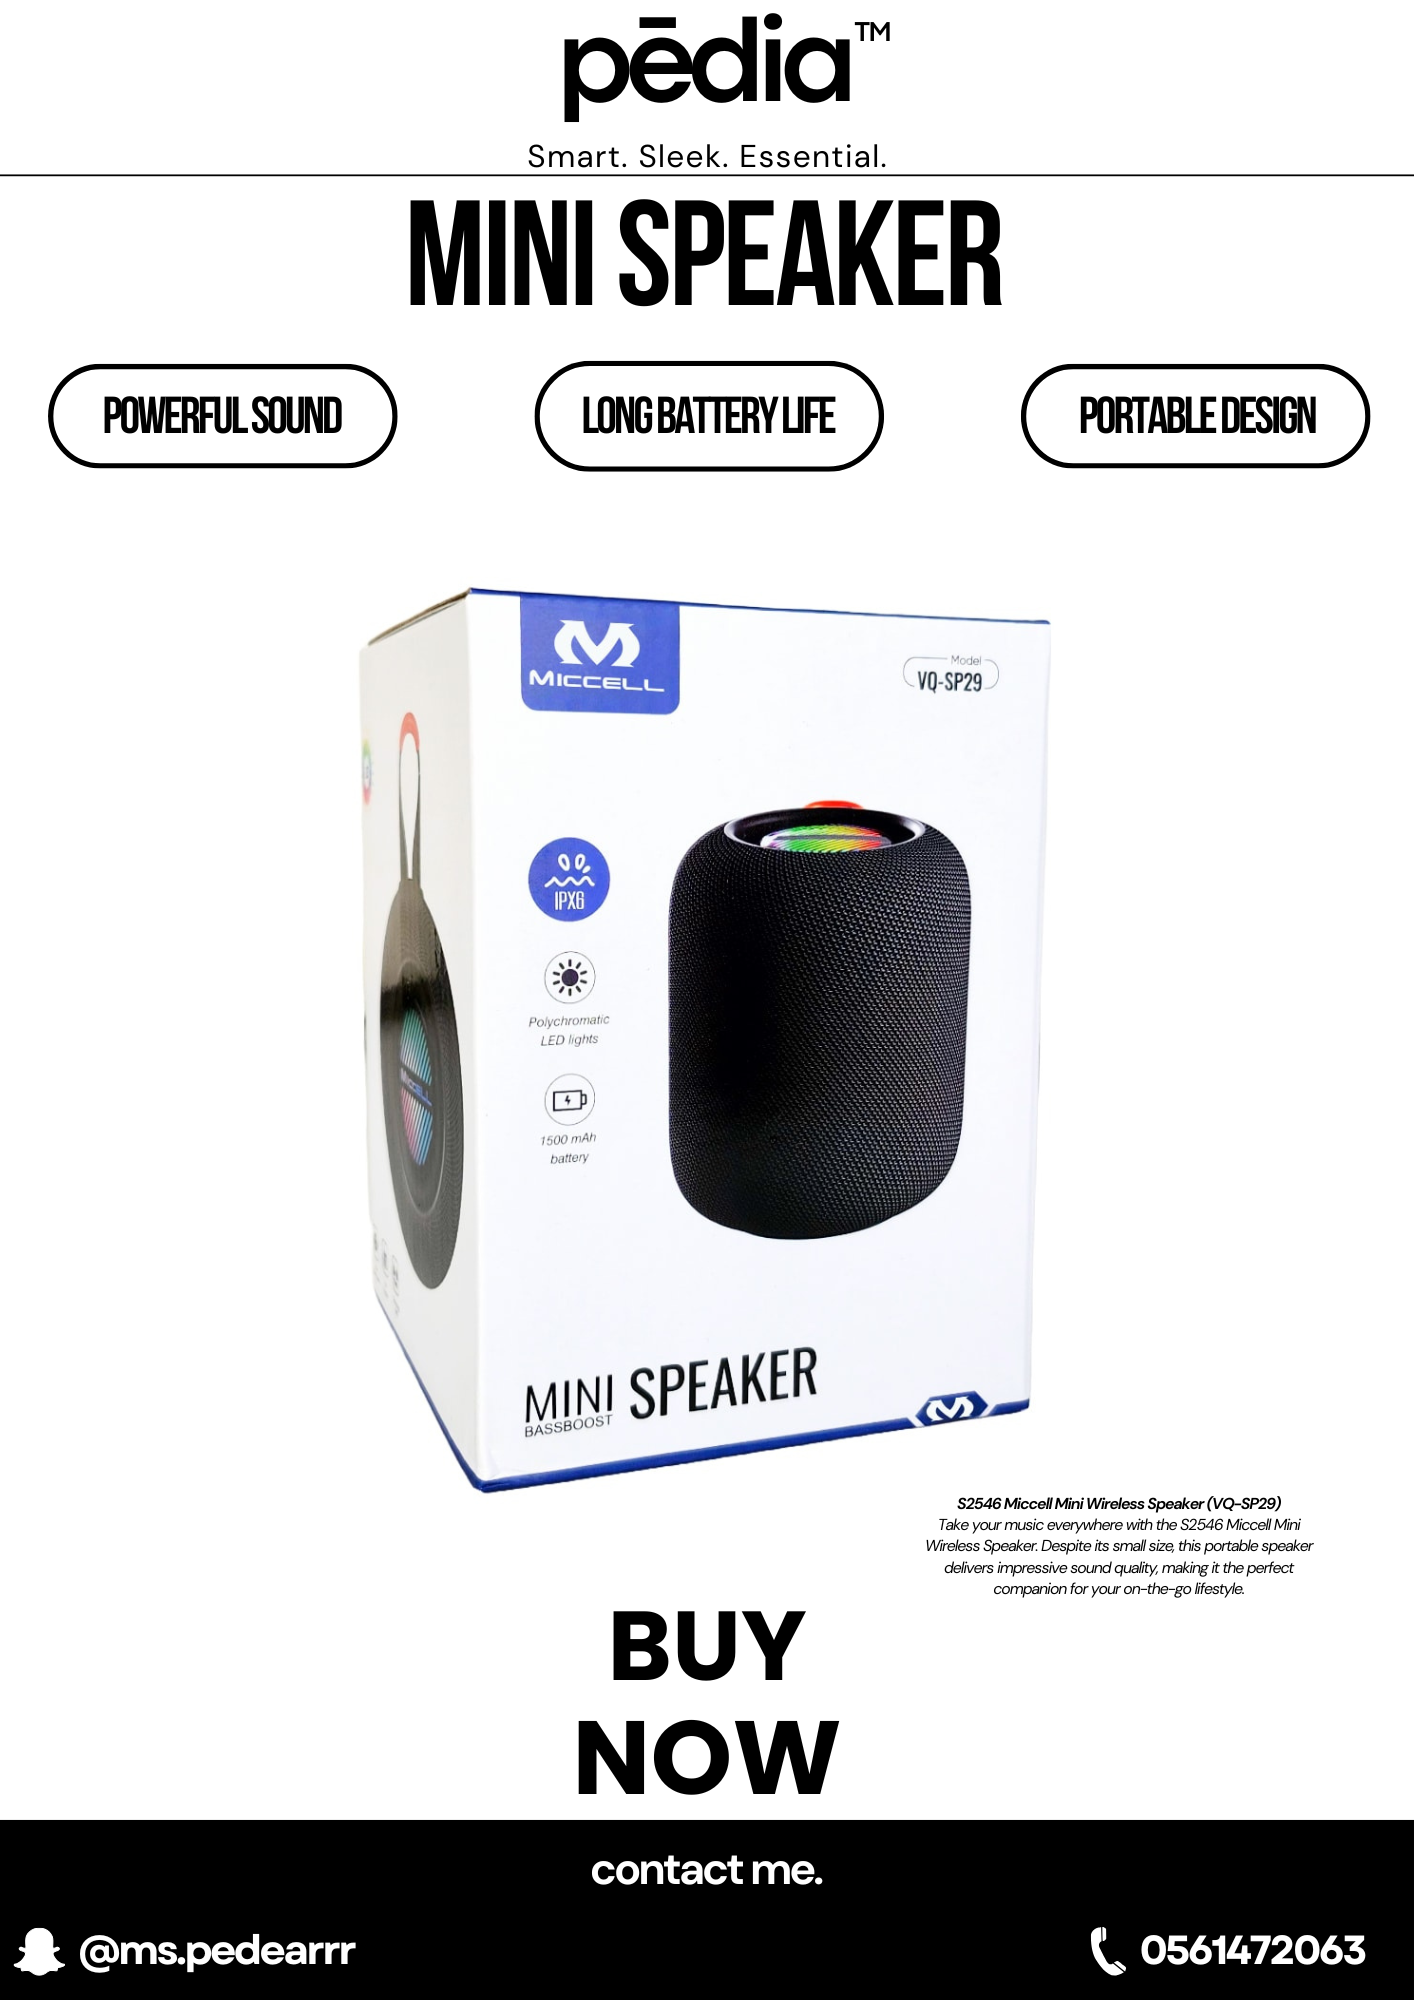 pēdia™
Smart. Sleek. Essential.
MINI SPEAKER
POWERFUL SOUND
LONG BATTERY LIFE
PORTABLE DESIGN
MICCELL
Model
VQ-SP29
IPX6
Polychromatic
LED lights
1500 mAh
battery
MICCELL
MINI SPEAKER
BASSBOOST
S2546 Miccell Mini Wireless Speaker (VQ-SP29)
Take your music everywhere with the S2546 Miccell Mini
Wireless Speaker. Despite its small size, this portable speaker
delivers impressive sound quality, making it the perfect
companion for your on-the-go lifestyle.
BUY
NOW
contact me.
@ms.pedearrr
0561472063